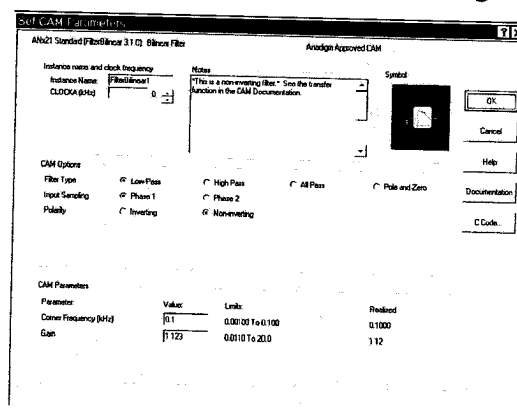 Set CAM Parameters
? X
ANx21 Standard (FilterBilinear 3.1.0) Bilinear Filter
Anadigm Approved CAM
Instance name and clock frequency
Instance Name: FilterBilinear1
CLOCKA (kHz) 0
Notes
"This is a non-inverting filter." See the transfer
function in the CAM Documentation.
Symbol
OK
Cancel
Help
Documentation
C Code...
CAM Options
Filter Type Low Pass High Pass All Pass Pole and Zero
Input Sampling Phase 1 Phase 2
Polarity Inverting Non-inverting
CAM Parameters
Parameter: Value: Limits: Realized
Corner Frequency (kHz) 0.1 0.00100 To 0.100 0.1000
Gain 1.123 0.0110 To 20.0 1.12